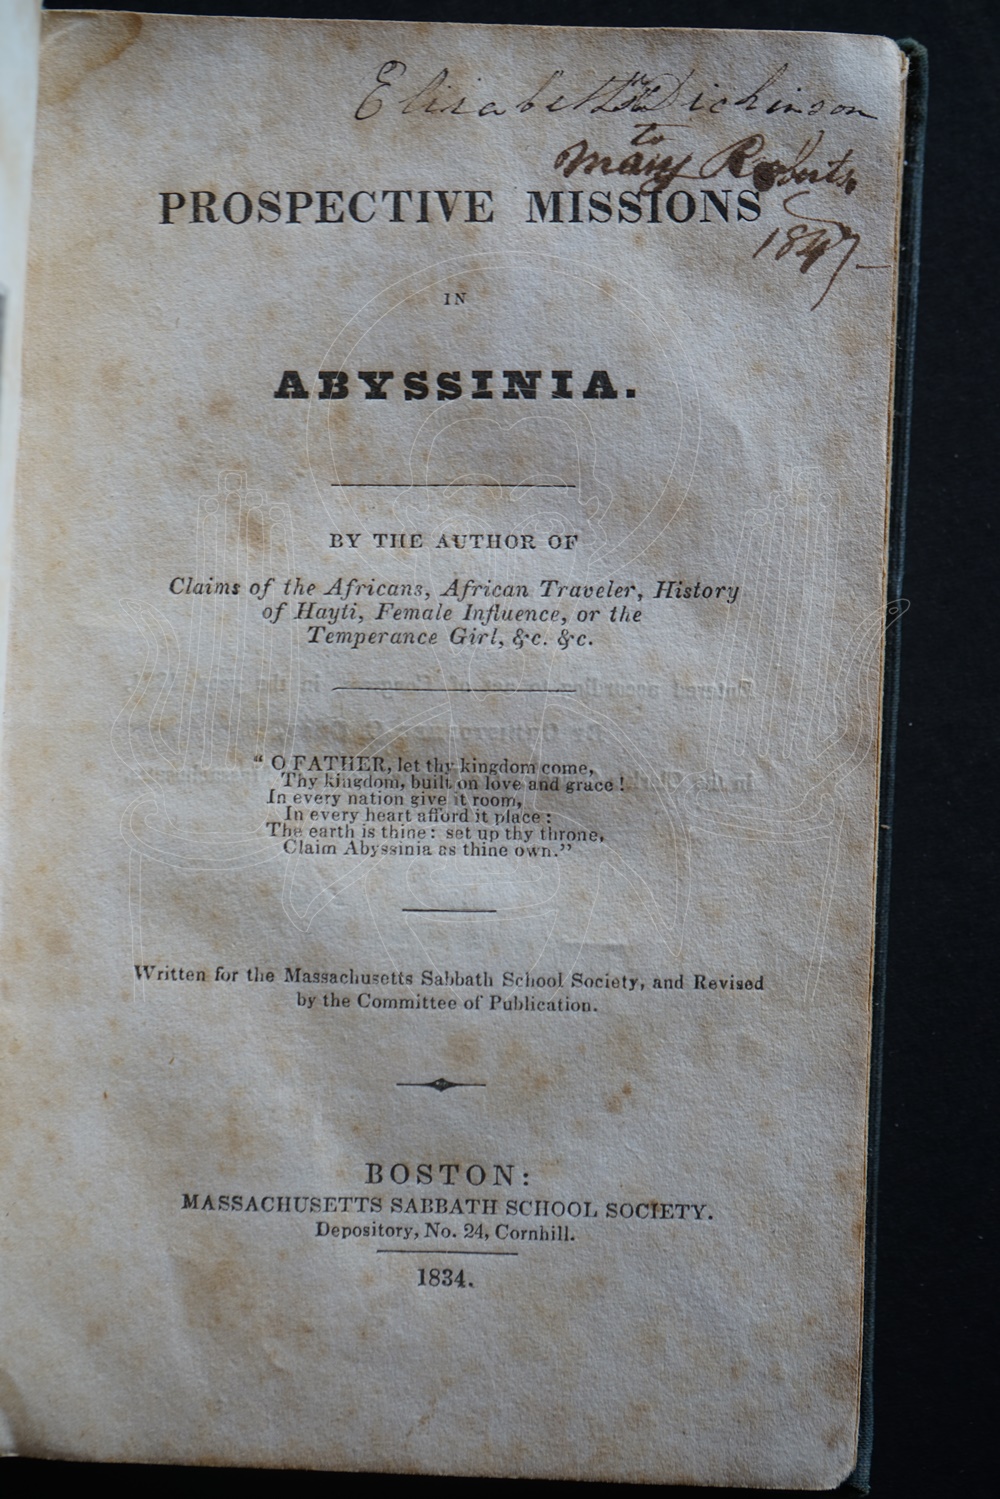 Elizabeth Dickinson
to
Mary Roberts
1847-
PROSPECTIVE MISSIONS
IN
ABYSSINIA.
BY THE AUTHOR OF
Claims of the Africans, African Traveler, History
of Hayti, Female Influence, or the
Temperance Girl, &c. &c.
“ O FATHER, let thy kingdom come,
Thy kingdom, built on love and grace !
In every nation give it room,
In every heart afford it place :
The earth is thine : set up thy throne,
Claim Abyssinia as thine own.”
Written for the Massachusetts Sabbath School Society, and Revised
by the Committee of Publication.
BOSTON:
MASSACHUSETTS SABBATH SCHOOL SOCIETY.
Depository, No. 24, Cornhill.
1834.